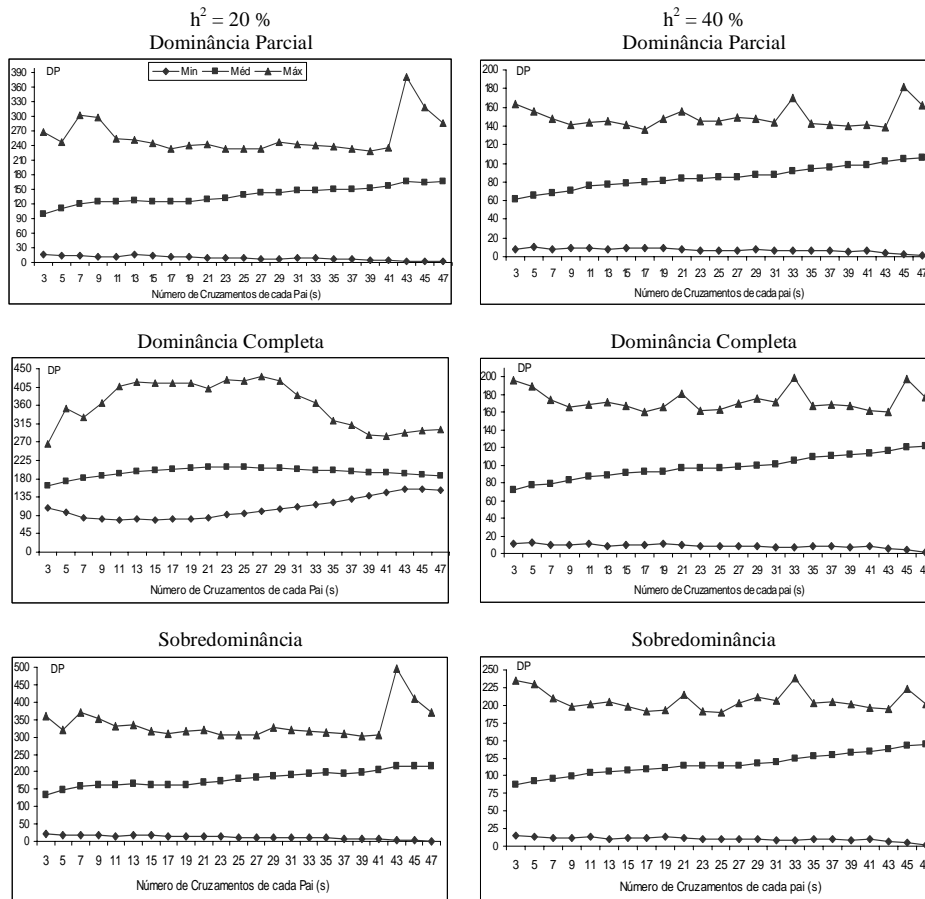 h² = 20 %
Dominância Parcial
DP
Min Méd Máx
390
360
330
300
270
240
210
180
150
120
90
60
30
0
3 5 7 9 11 13 15 17 19 21 23 25 27 29 31 33 35 37 39 41 43 45 47
Número de Cruzamentos de cada Pai (s)
h² = 40 %
Dominância Parcial
DP
200
180
160
140
120
100
80
60
40
20
0
3 5 7 9 11 13 15 17 19 21 23 25 27 29 31 33 35 37 39 41 43 45 47
Número de Cruzamentos de cada pai (s)
Dominância Completa
DP
450
405
360
315
270
225
180
135
90
45
0
3 5 7 9 11 13 15 17 19 21 23 25 27 29 31 33 35 37 39 41 43 45 47
Número de Cruzamentos de cada Pai (s)
Dominância Completa
DP
200
180
160
140
120
100
80
60
40
20
0
3 5 7 9 11 13 15 17 19 21 23 25 27 29 31 33 35 37 39 41 43 45
Número de Cruzamentos de cada pai (s)
Sobredominância
DP
500
450
400
350
300
250
200
150
100
50
0
3 5 7 9 11 13 15 17 19 21 23 25 27 29 31 33 35 37 39 41 43 45 47
Número de Cruzamentos de cada Pai (s)
Sobredominância
DP
250
225
200
175
150
125
100
75
50
25
0
3 5 7 9 11 13 15 17 19 21 23 25 27 29 31 33 35 37 39 41 43 45
Número de Cruzamentos de cada pai (s)